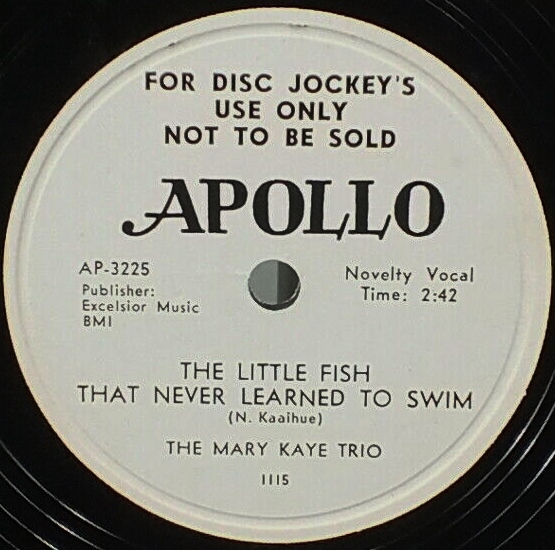 FOR DISC JOCKEY'S
USE ONLY
NOT TO BE SOLD
APOLLO
AP-3225
Publisher:
Excelsior Music
BMI
Novelty Vocal
Time: 2:42
THE LITTLE FISH
THAT NEVER LEARNED TO SWIM
(N. Kaaihue)
THE MARY KAYE TRIO
1115